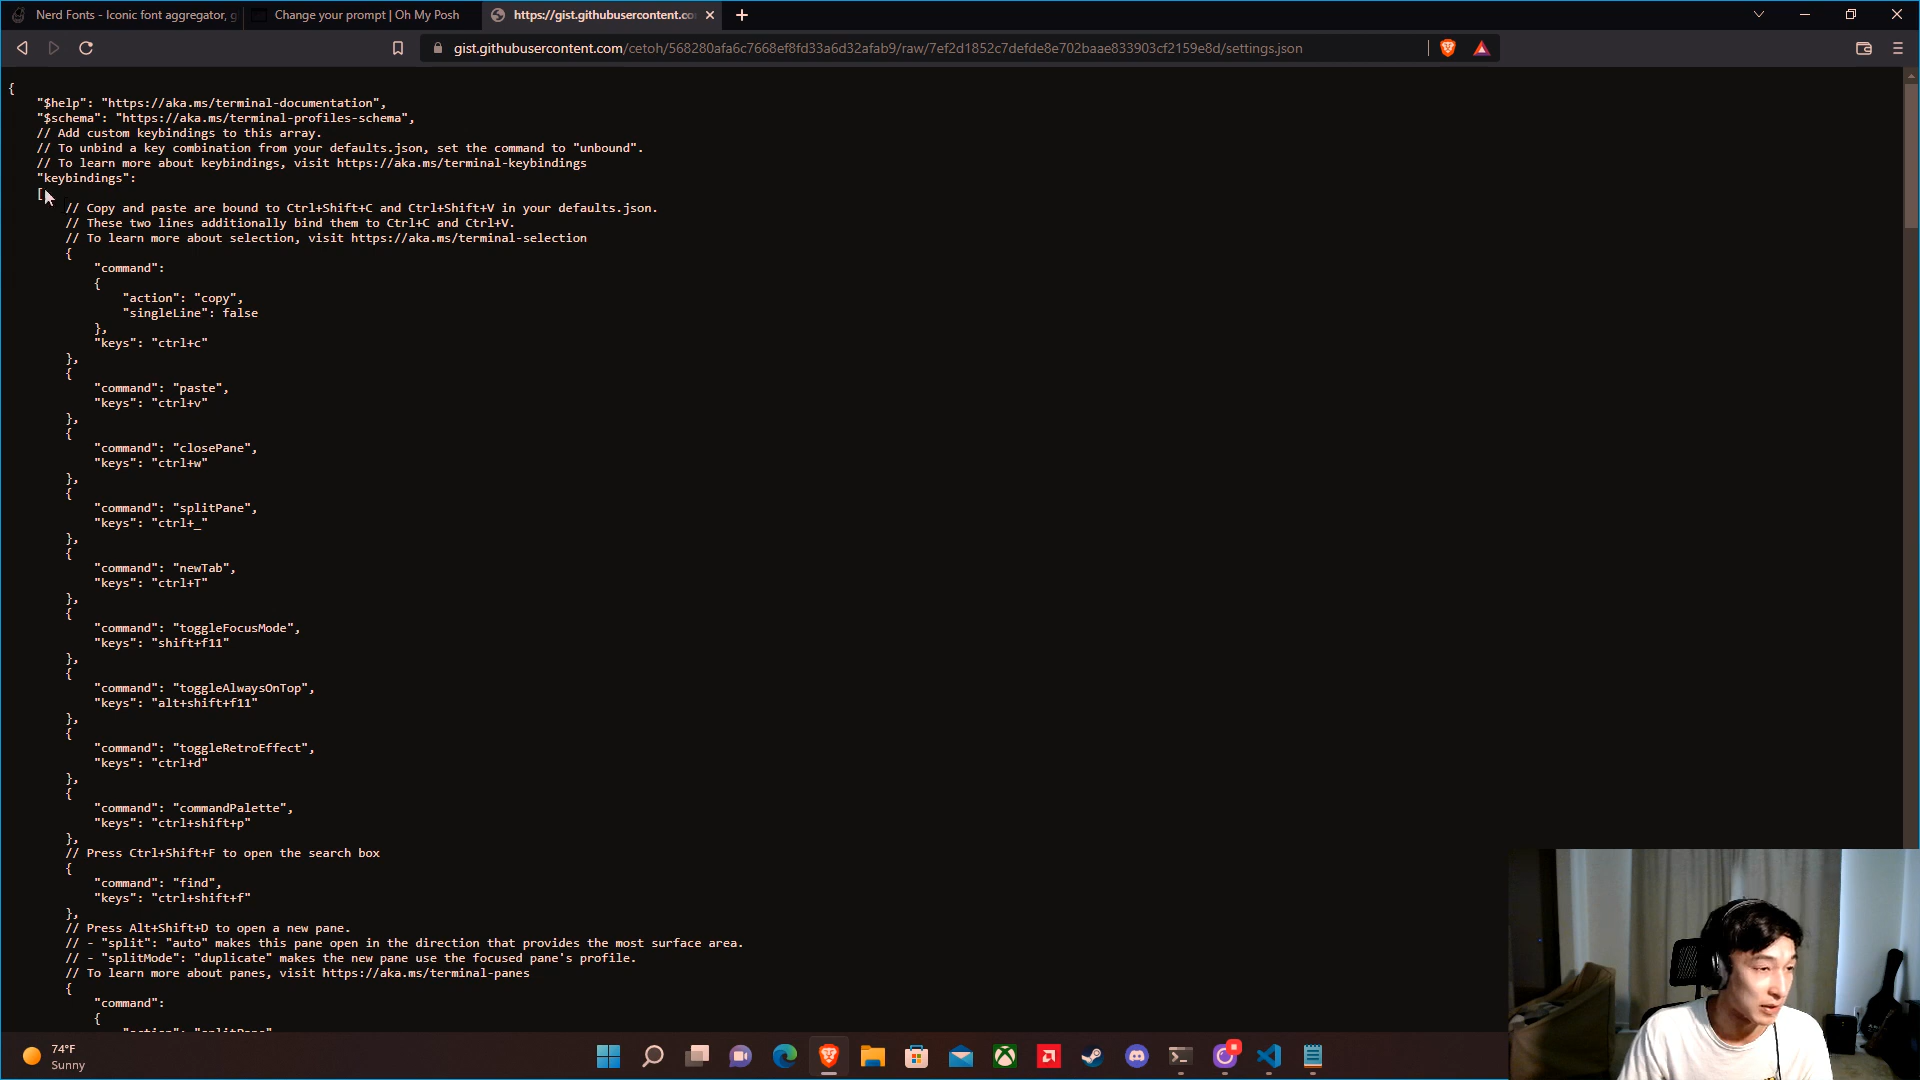 Nerd Fonts - Iconic font aggregator, g
Change your prompt | Oh My Posh
https://gist.githubusercontent.co
gist.githubusercontent.com/cetoh/568280afa6c7668ef8fd33a6d32afab9/raw/7ef2d1852c7defde8e702baae833903cf2159e8d/settings.json
{
"$help": "https://aka.ms/terminal-documentation",
"$schema": "https://aka.ms/terminal-profiles-schema",
// Add custom keybindings to this array.
// To unbind a key combination from your defaults.json, set the command to "unbound".
// To learn more about keybindings, visit https://aka.ms/terminal-keybindings
"keybindings":
[
// Copy and paste are bound to Ctrl+Shift+C and Ctrl+Shift+V in your defaults.json.
// These two lines additionally bind them to Ctrl+C and Ctrl+V.
// To learn more about selection, visit https://aka.ms/terminal-selection
{
"command":
{
"action": "copy",
"singleLine": false
},
"keys": "ctrl+c"
},
{
"command": "paste",
"keys": "ctrl+v"
},
{
"command": "closePane",
"keys": "ctrl+w"
},
{
"command": "splitPane",
"keys": "ctrl+_"
},
{
"command": "newTab",
"keys": "ctrl+T"
},
{
"command": "toggleFocusMode",
"keys": "shift+f11"
},
{
"command": "toggleAlwaysOnTop",
"keys": "alt+shift+f11"
},
{
"command": "toggleRetroEffect",
"keys": "ctrl+d"
},
{
"command": "commandPalette",
"keys": "ctrl+shift+p"
},
// Press Ctrl+Shift+F to open the search box
{
"command": "find",
"keys": "ctrl+shift+f"
},
// Press Alt+Shift+D to open a new pane.
// - "split": "auto" makes this pane open in the direction that provides the most surface area.
// - "splitMode": "duplicate" makes the new pane use the focused pane's profile.
// To learn more about panes, visit https://aka.ms/terminal-panes
{
"command":
{
"action": "splitPane"
74°F
Sunny